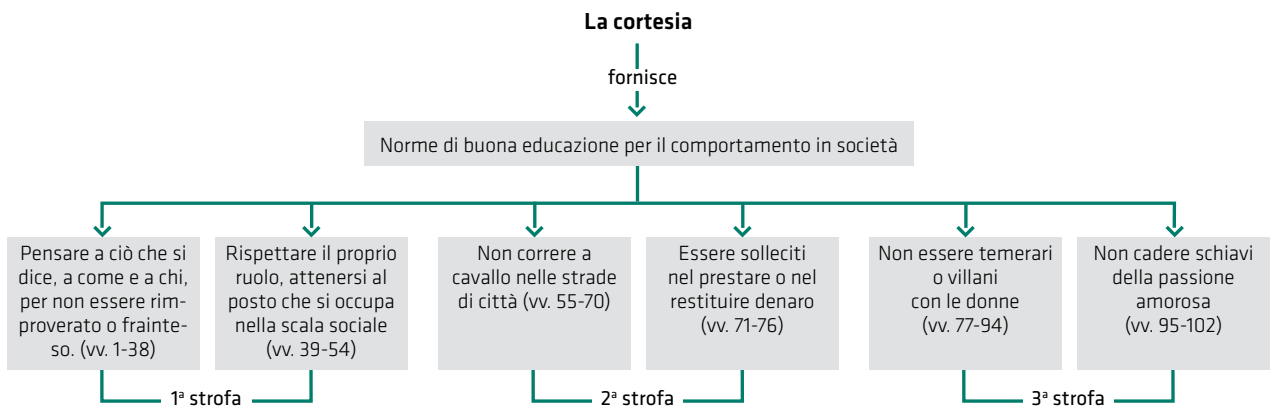 La cortesia
fornisce
Norme di buona educazione per il comportamento in società
Pensare a ciò che si
dice, a come e a chi,
per non essere rim-
proverato o frainte-
so. (vv. 1-38)
Rispettare il proprio
ruolo, attenersi al
posto che si occupa
nella scala sociale
(vv. 39-54)
Non correre a
cavallo nelle strade
di città (vv. 55-70)
Essere solleciti
nel prestare o nel
restituire denaro
(vv. 71-76)
Non essere temerari
o villani
con le donne
(vv. 77-94)
Non cadere schiavi
della passione
amorosa
(vv. 95-102)
1ª strofa
2ª strofa
3ª strofa